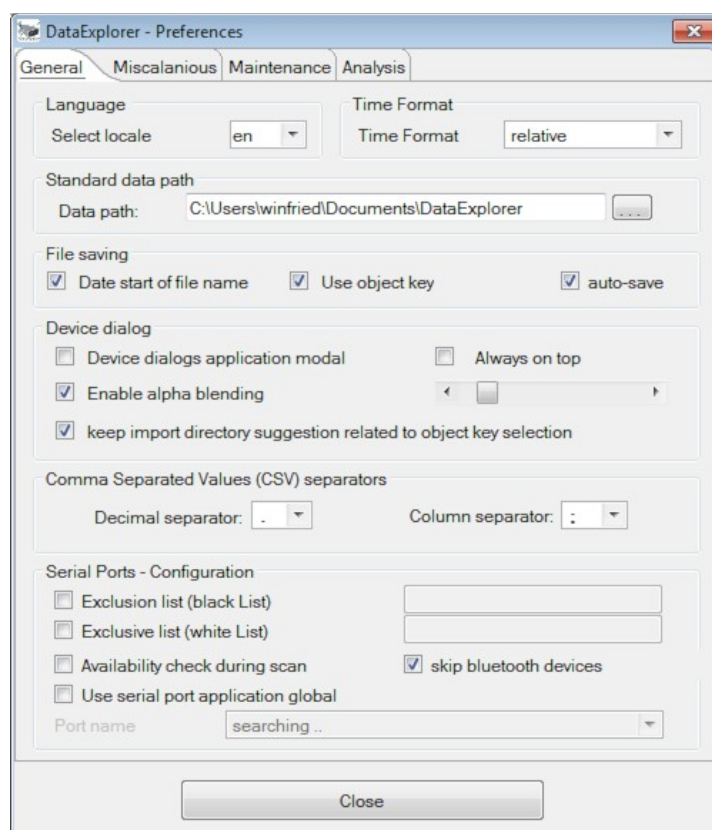 DataExplorer - Preferences
General Miscalanious Maintenance Analysis
Language Time Format
Select locale en Time Format relative
Standard data path
Data path: C:\Users\winfried\Documents\DataExplorer ...
File saving
Date start of file name Use object key auto-save
Device dialog
Device dialogs application modal Always on top
Enable alpha blending
keep import directory suggestion related to object key selection
Comma Separated Values (CSV) separators
Decimal separator: . Column separator: ;
Serial Ports - Configuration
Exclusion list (black List)
Exclusive list (white List)
Availability check during scan skip bluetooth devices
Use serial port application global
Port name searching ..
Close